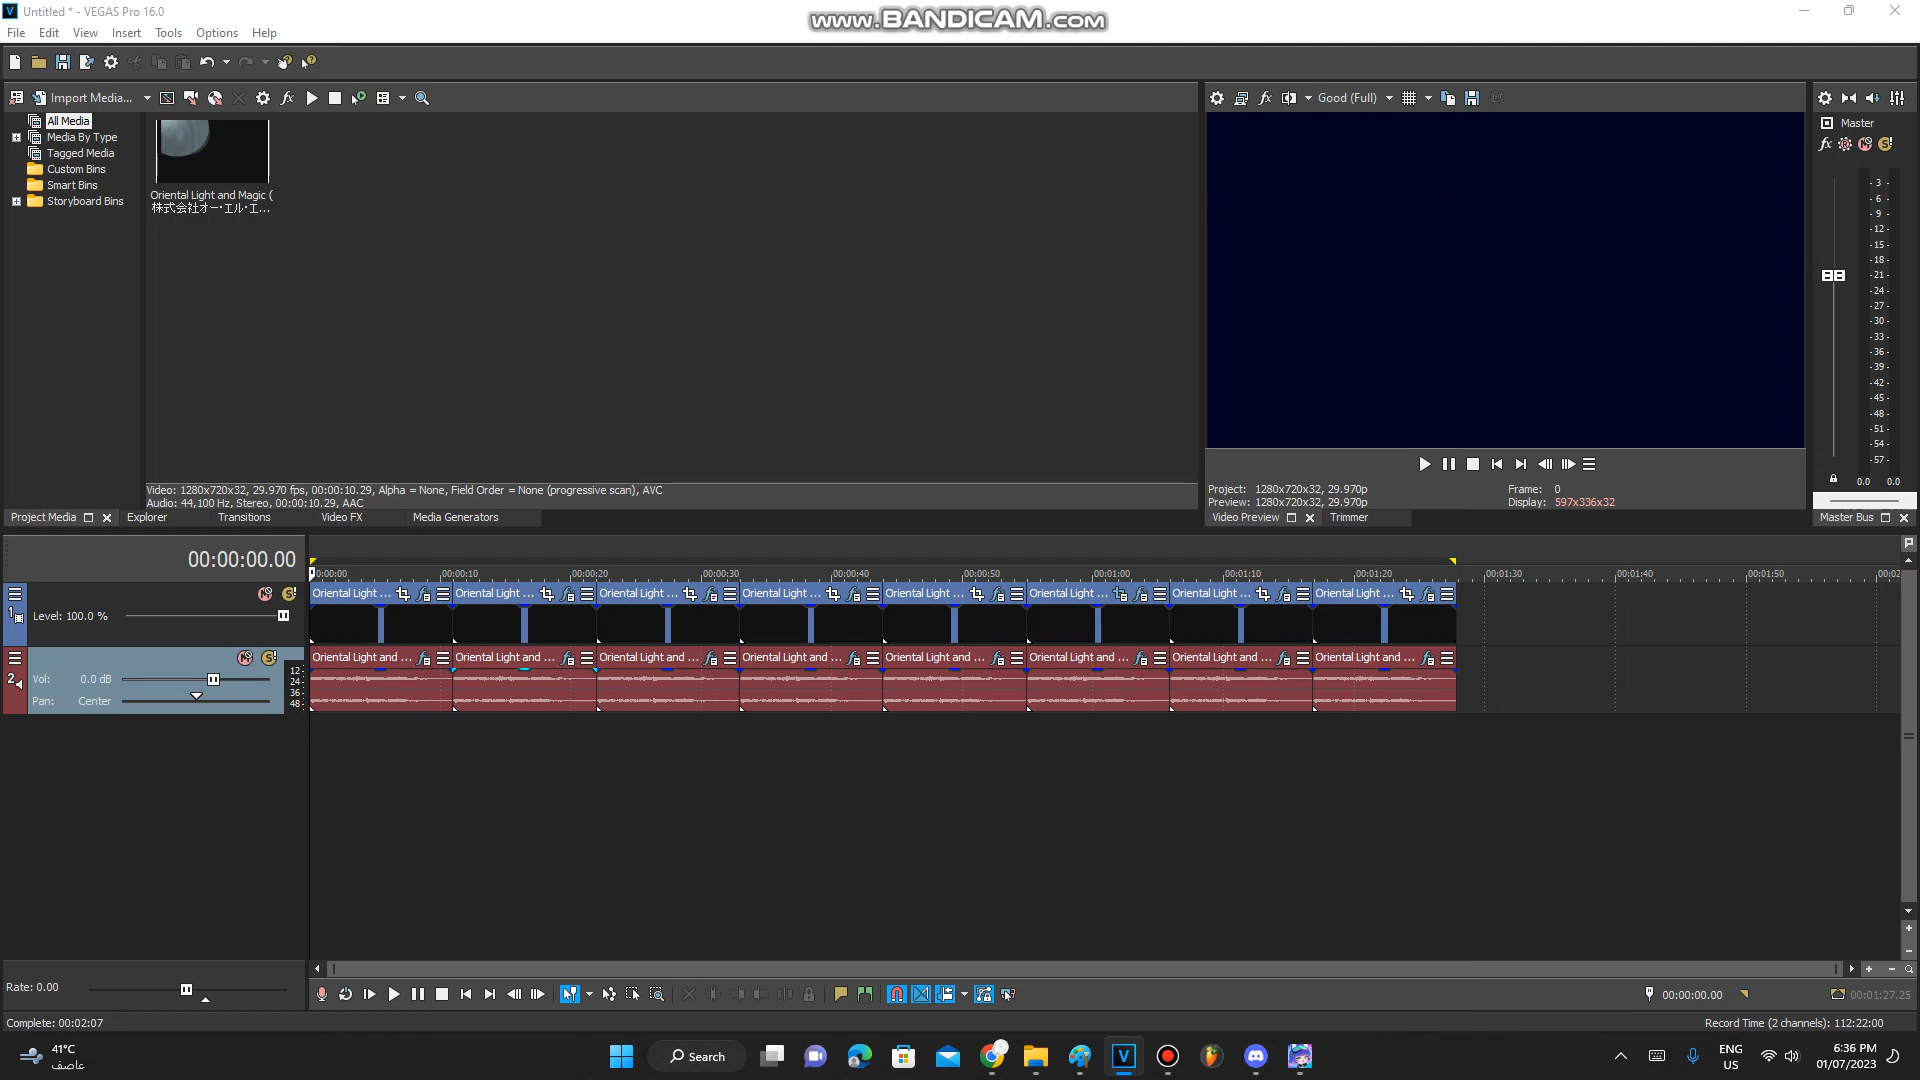 Untitled * - VEGAS Pro 16.0
www.BANDICAM.com
File Edit View Insert Tools Options Help
Import Media...
Good (Full)
All Media
Media By Type
Tagged Media
Custom Bins
Smart Bins
Storyboard Bins
Oriental Light and Magic (
株式会社オー・エル・エ...
Master
3
6
9
12
15
18
21
24
27
30
33
36
39
42
45
48
51
54
57
0.0 0.0
Video: 1280x720x32, 29.970 fps, 00:00:10.29, Alpha = None, Field Order = None (progressive scan), AVC
Audio: 44,100 Hz, Stereo, 00:00:10.29, AAC
Project: 1280x720x32, 29.970p Frame: 0
Preview: 1280x720x32, 29.970p Display: 597x336x32
Project Media Explorer Transitions Video FX Media Generators
Video Preview Trimmer
Master Bus
00:00:00.00
00:00:00 00:00:10 00:00:20 00:00:30 00:00:40 00:00:50 00:01:00 00:01:10 00:01:20 00:01:30 00:01:40 00:01:50
1 Level: 100.0 %
Oriental Light ... Oriental Light ... Oriental Light ... Oriental Light ... Oriental Light ... Oriental Light ... Oriental Light ... Oriental Light ...
Oriental Light and ... Oriental Light and ... Oriental Light and ... Oriental Light and ... Oriental Light and ... Oriental Light and ... Oriental Light and ... Oriental Light and ...
2 Vol: 0.0 dB
Pan: Center
12
24
36
48
Rate: 0.00
00:00:00.00 00:01:27.25
Complete: 00:02:07
Record Time (2 channels): 112:22:00
41°C
عاصف
Search
ENG
US
6:36 PM
01/07/2023